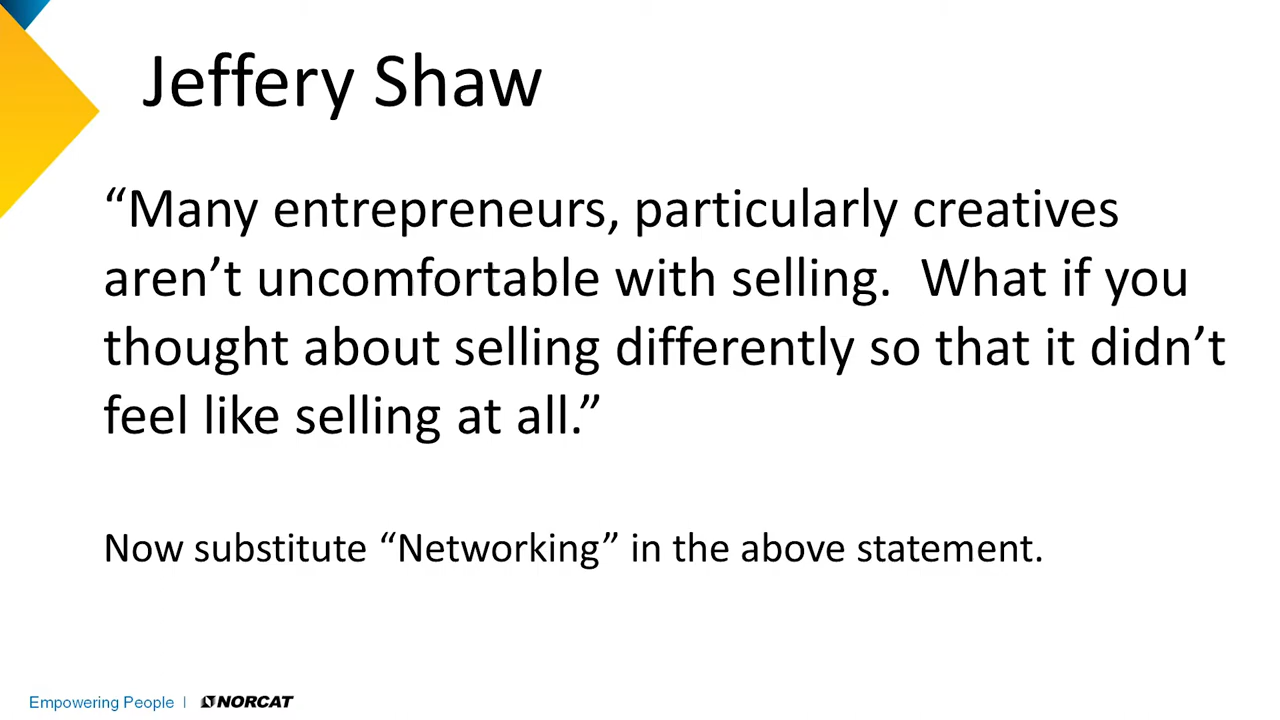 Jeffery Shaw
“Many entrepreneurs, particularly creatives
aren’t uncomfortable with selling.  What if you
thought about selling differently so that it didn’t
feel like selling at all.”
Now substitute “Networking” in the above statement.
Empowering People | NORCAT